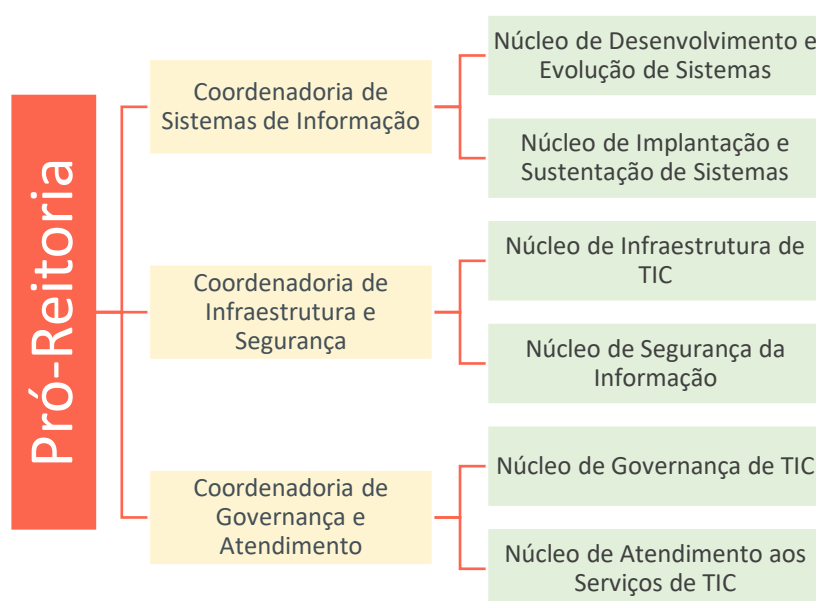 Pró-Reitoria
Coordenadoria de
Sistemas de Informação
Núcleo de Desenvolvimento e
Evolução de Sistemas
Núcleo de Implantação e
Sustentação de Sistemas
Coordenadoria de
Infraestrutura e
Segurança
Núcleo de Infraestrutura de
TIC
Núcleo de Segurança da
Informação
Coordenadoria de
Governança e
Atendimento
Núcleo de Governança de TIC
Núcleo de Atendimento aos
Serviços de TIC